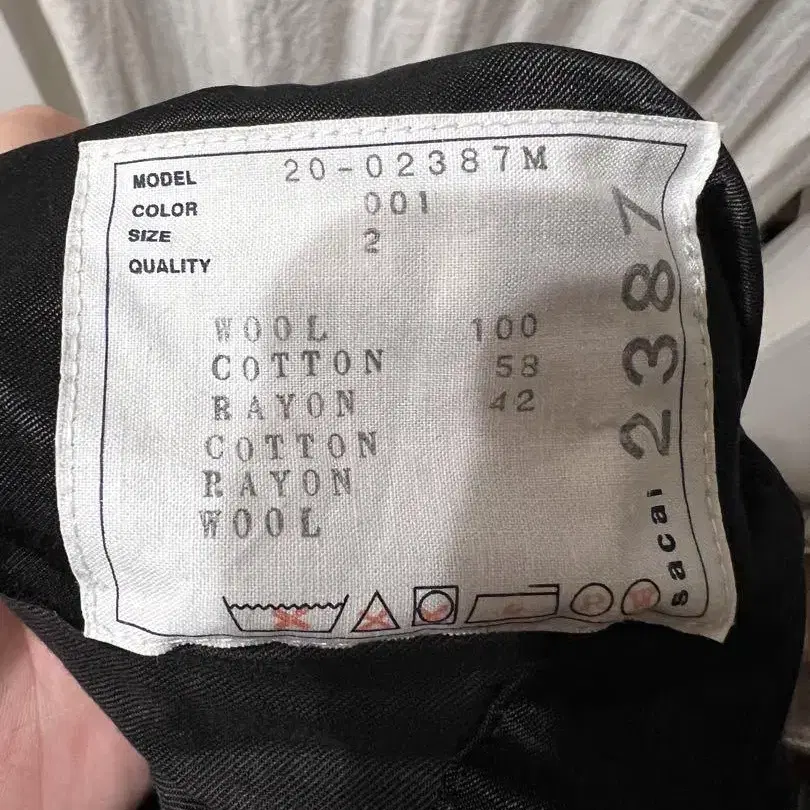 MODEL 20-02387M
COLOR 001
SIZE 2
QUALITY
WOOL 100
COTTON 58
RAYON 42
COTTON
RAYON
WOOL
sacai 2387